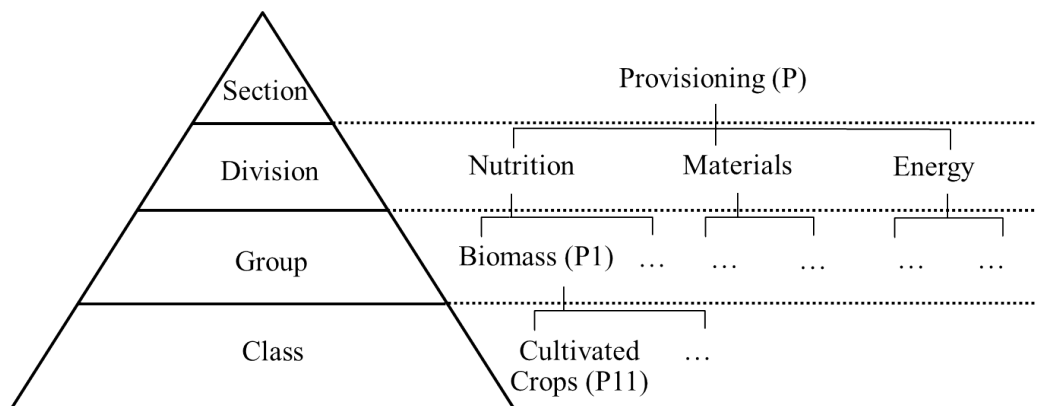 Section
Provisioning (P)
Division
Nutrition
Materials
Energy
Group
Biomass (P1)
…
…
…
…
…
Class
Cultivated
Crops (P11)
…